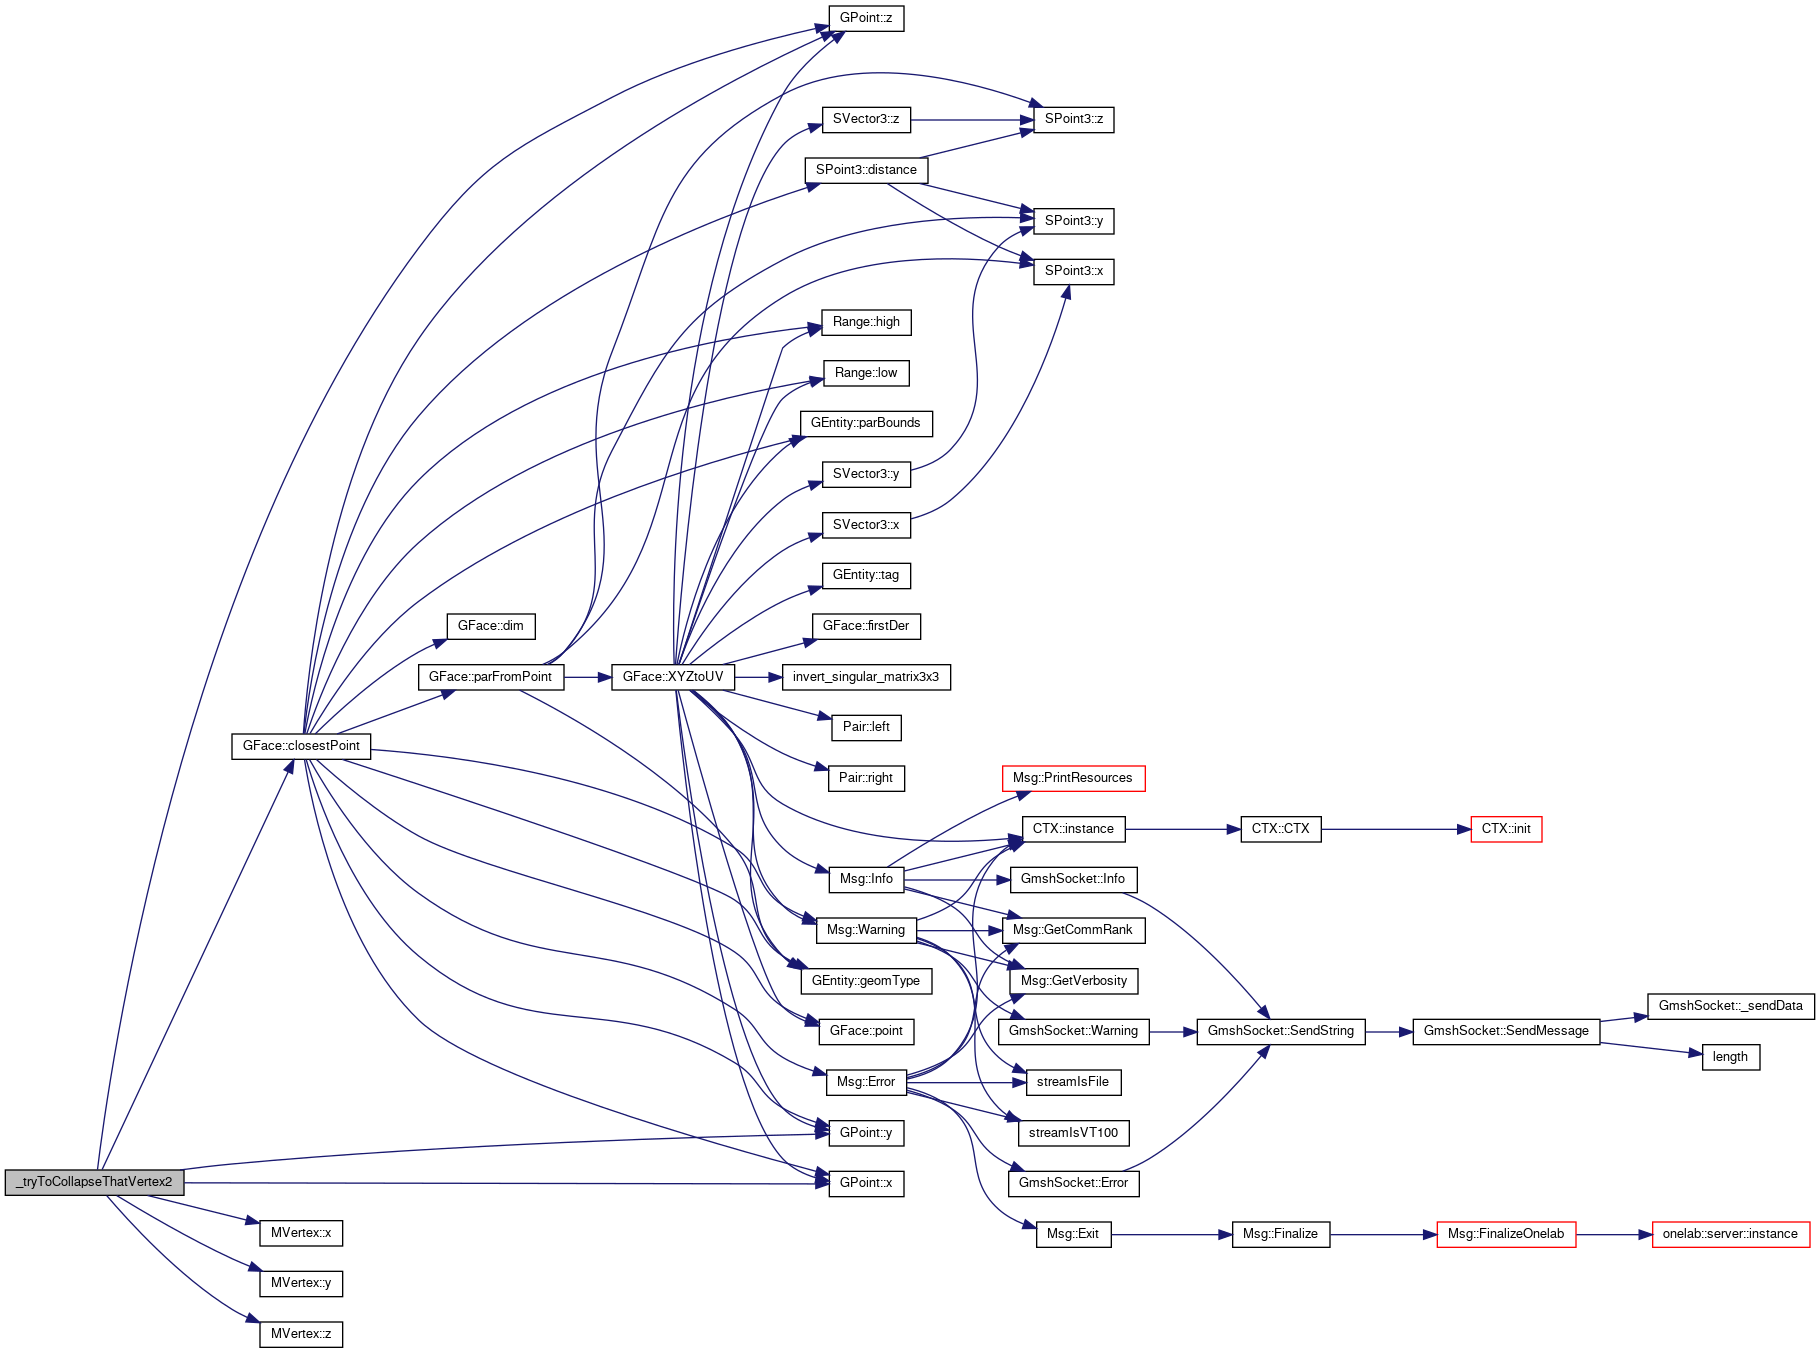 GPoint::z
SVector3::z
SPoint3::z
SPoint3::distance
SPoint3::y
SPoint3::x
Range::high
Range::low
GEntity::parBounds
SVector3::y
SVector3::x
GEntity::tag
GFace::dim
GFace::firstDer
GFace::parFromPoint
GFace::XYZtoUV
invert_singular_matrix3x3
Pair::left
GFace::closestPoint
Pair::right
Msg::PrintResources
CTX::instance
CTX::CTX
CTX::init
Msg::Info
GmshSocket::Info
Msg::Warning
Msg::GetCommRank
GEntity::geomType
Msg::GetVerbosity
GmshSocket::_sendData
GFace::point
GmshSocket::Warning
GmshSocket::SendString
GmshSocket::SendMessage
length
Msg::Error
streamIsFile
GPoint::y
streamIsVT100
_tryToCollapseThatVertex2
GPoint::x
GmshSocket::Error
MVertex::x
Msg::Exit
Msg::Finalize
Msg::FinalizeOnelab
onelab::server::instance
MVertex::y
MVertex::z